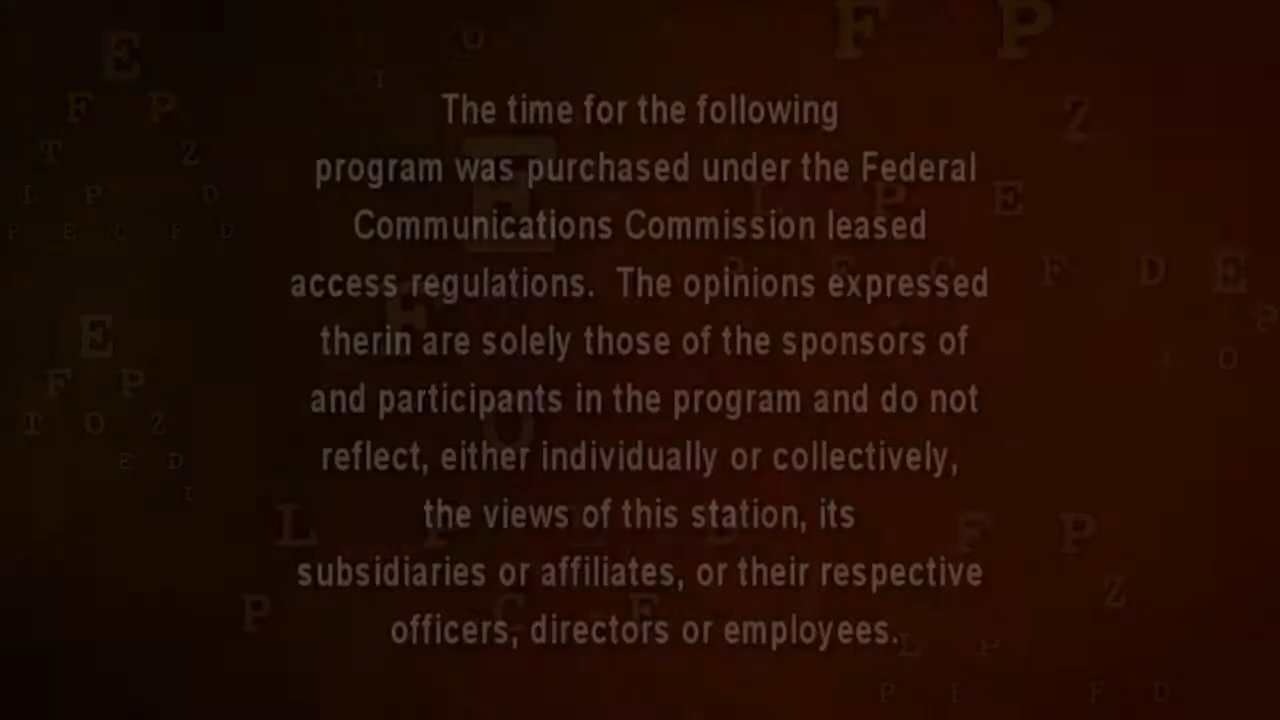 The time for the following
program was purchased under the Federal
Communications Commission leased
access regulations.  The opinions expressed
therin are solely those of the sponsors of
and participants in the program and do not
reflect, either individually or collectively,
the views of this station, its
subsidiaries or affiliates, or their respective
officers, directors or employees.
E
F P
T Z
L P D
P E C F D
E
F P
T O Z
E D
F P
Z
P E
F D E
O
L
F P
Z
P